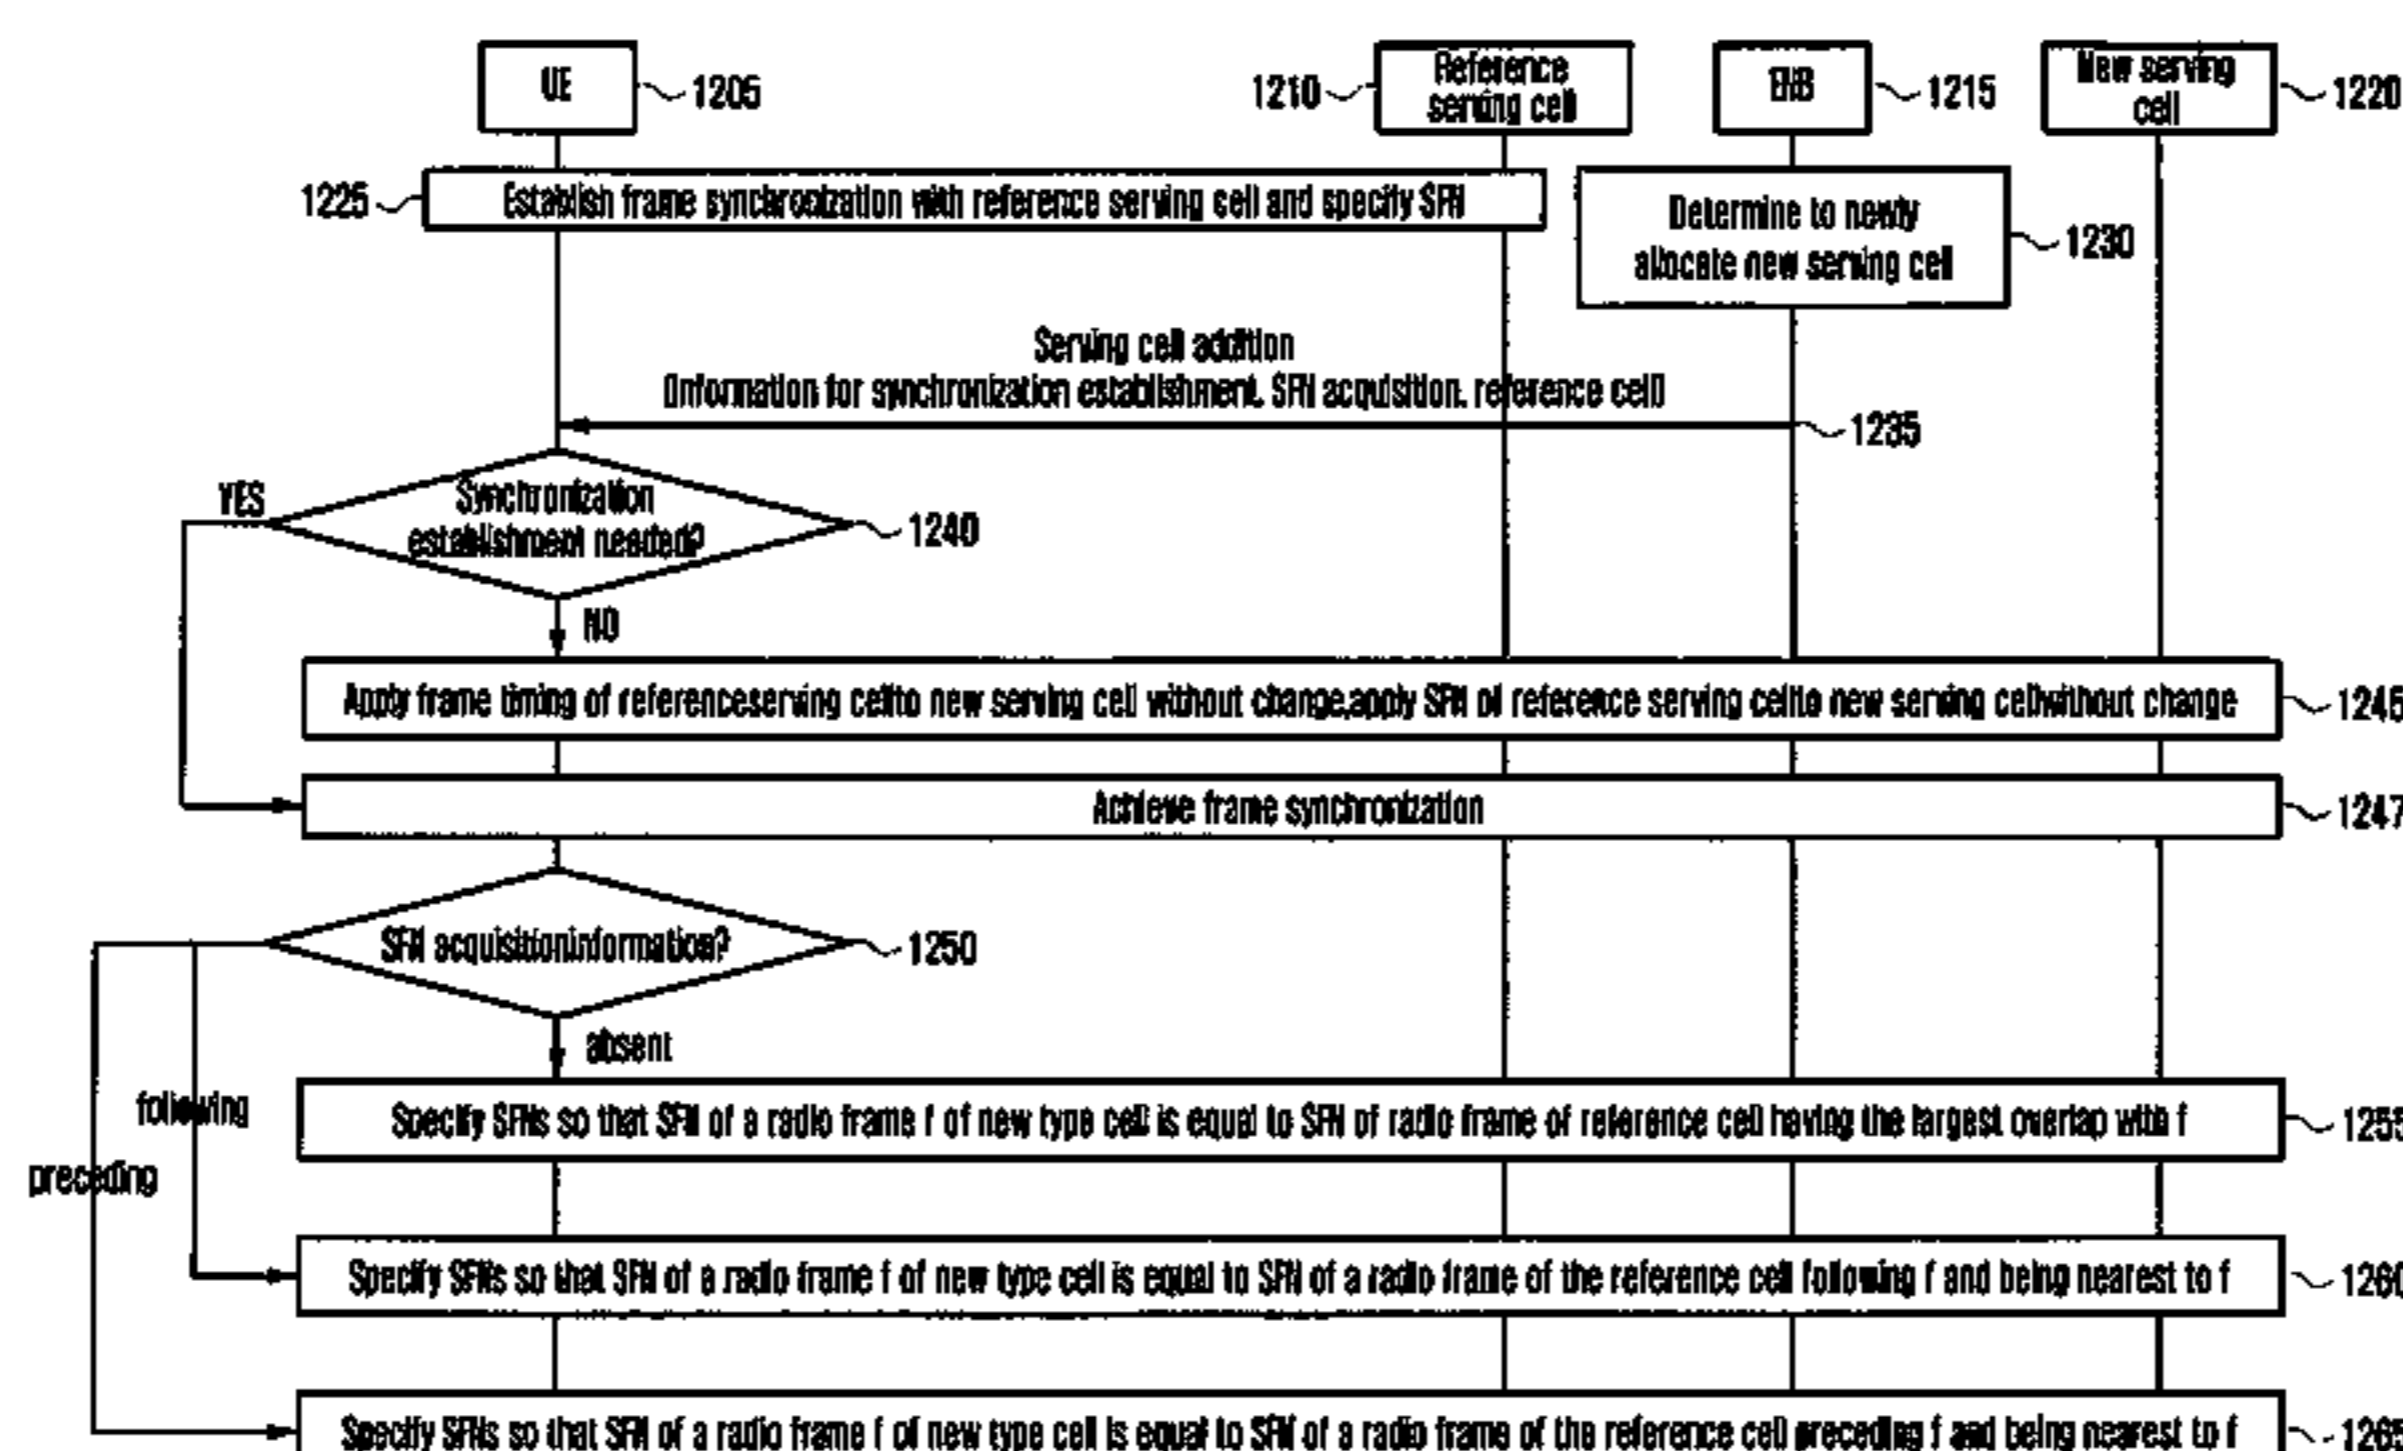 UE
1205
1210
Reference
serving cell
ENB
1215
New serving
cell
1220
1225
Establish frame synchronization with reference serving cell and specify SFN
Determine to newly
allocate new serving cell
1230
Serving cell addition
(Information for synchronization establishment, SFN acquisition, reference cell)
1235
YES
Synchronization
establishment needed?
1240
NO
Apply frame timing of referenceserving cellto new serving cell without change,apply SFN of reference serving cellto new serving cellwithout change
1245
Achieve frame synchronization
1247
SFN acquisitioninformation?
1250
absent
following
preceding
Specify SFNs so that SFN of a radio frame f of new type cell is equal to SFN of radio frame of reference cell having the largest overlap with f
1255
Specify SFNs so that SFN of a radio frame f of new type cell is equal to SFN of a radio frame of the reference cell following f and being nearest to f
1260
Specify SFNs so that SFN of a radio frame f of new type cell is equal to SFN of a radio frame of the reference cell preceding f and being nearest to f
1265